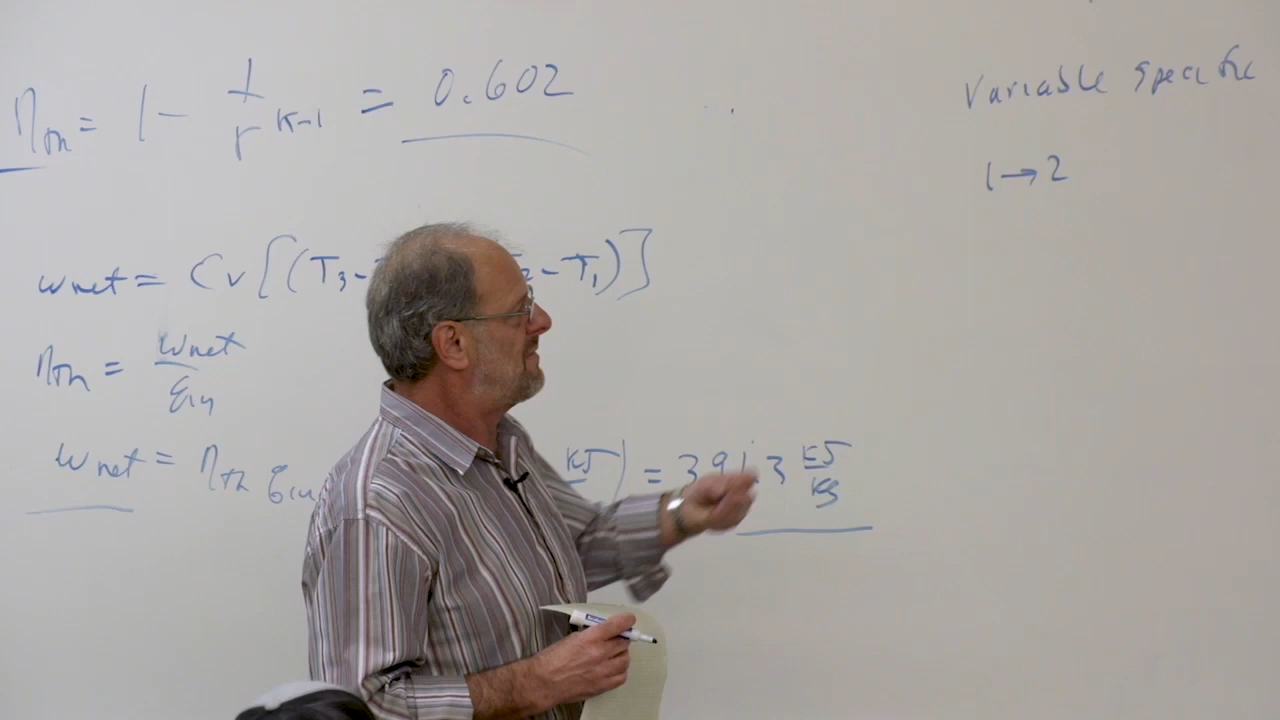 ηth = 1 - 1/r^K-1 = 0.602
wnet = Cv[(T3- 2-T1)]
ηth = wnet/qin
wnet = ηth qin KJ) = 391.3 KJ/Kg
Variable Specific
1→2